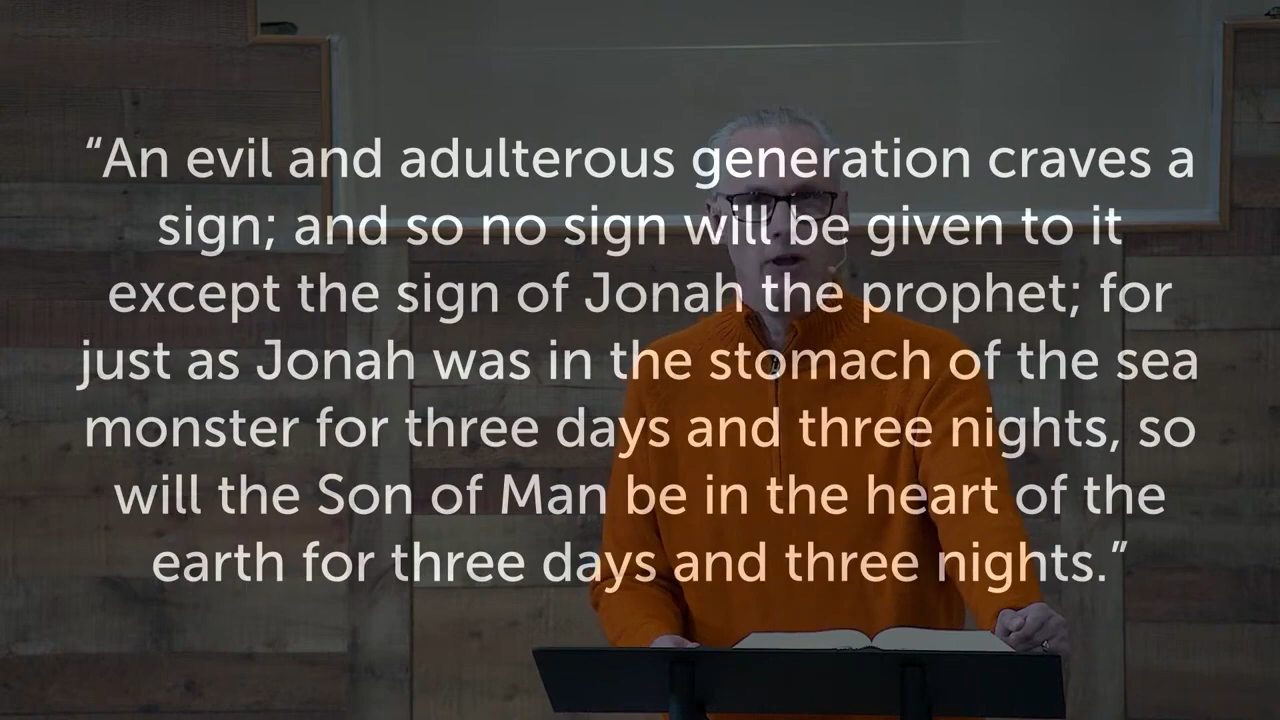 “An evil and adulterous generation craves a
sign; and so no sign will be given to it
except the sign of Jonah the prophet; for
just as Jonah was in the stomach of the sea
monster for three days and three nights, so
will the Son of Man be in the heart of the
earth for three days and three nights.”